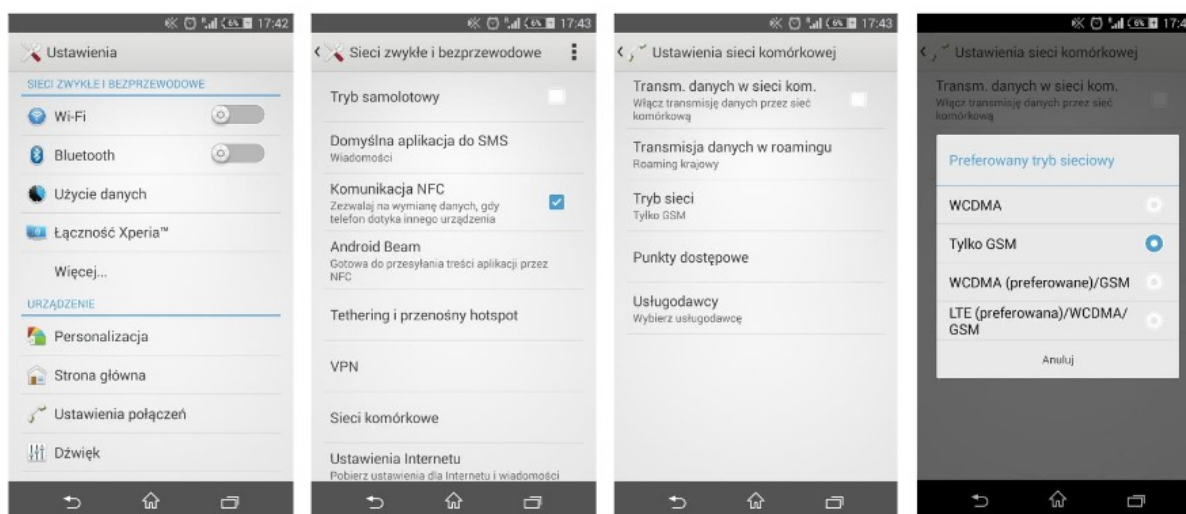 6% 17:42
Ustawienia
SIECI ZWYKŁE I BEZPRZEWODOWE
Wi-Fi
Bluetooth
Użycie danych
Łączność Xperia™
Więcej...
URZĄDZENIE
Personalizacja
Strona główna
Ustawienia połączeń
Dźwięk
6% 17:43
Sieci zwykłe i bezprzewodowe
Tryb samolotowy
Domyślna aplikacja do SMS
Wiadomości
Komunikacja NFC
Zezwalaj na wymianę danych, gdy
telefon dotyka innego urządzenia
Android Beam
Gotowa do przesyłania treści aplikacji przez
NFC
Tethering i przenośny hotspot
VPN
Sieci komórkowe
Ustawienia Internetu
Pobierz ustawienia dla Internetu i wiadomości
6% 17:43
Ustawienia sieci komórkowej
Transm. danych w sieci kom.
Włącz transmisję danych przez sieć
komórkową
Transmisja danych w roamingu
Roaming krajowy
Tryb sieci
Tylko GSM
Punkty dostępowe
Usługodawcy
Wybierz usługodawcę
6% 17:4
Ustawienia sieci komórkowej
Transm. danych w sieci kom.
Włącz transmisję danych przez sieć
komórkową
Preferowany tryb sieciowy
WCDMA
Tylko GSM
WCDMA (preferowane)/GSM
LTE (preferowana)/WCDMA/
GSM
Anuluj